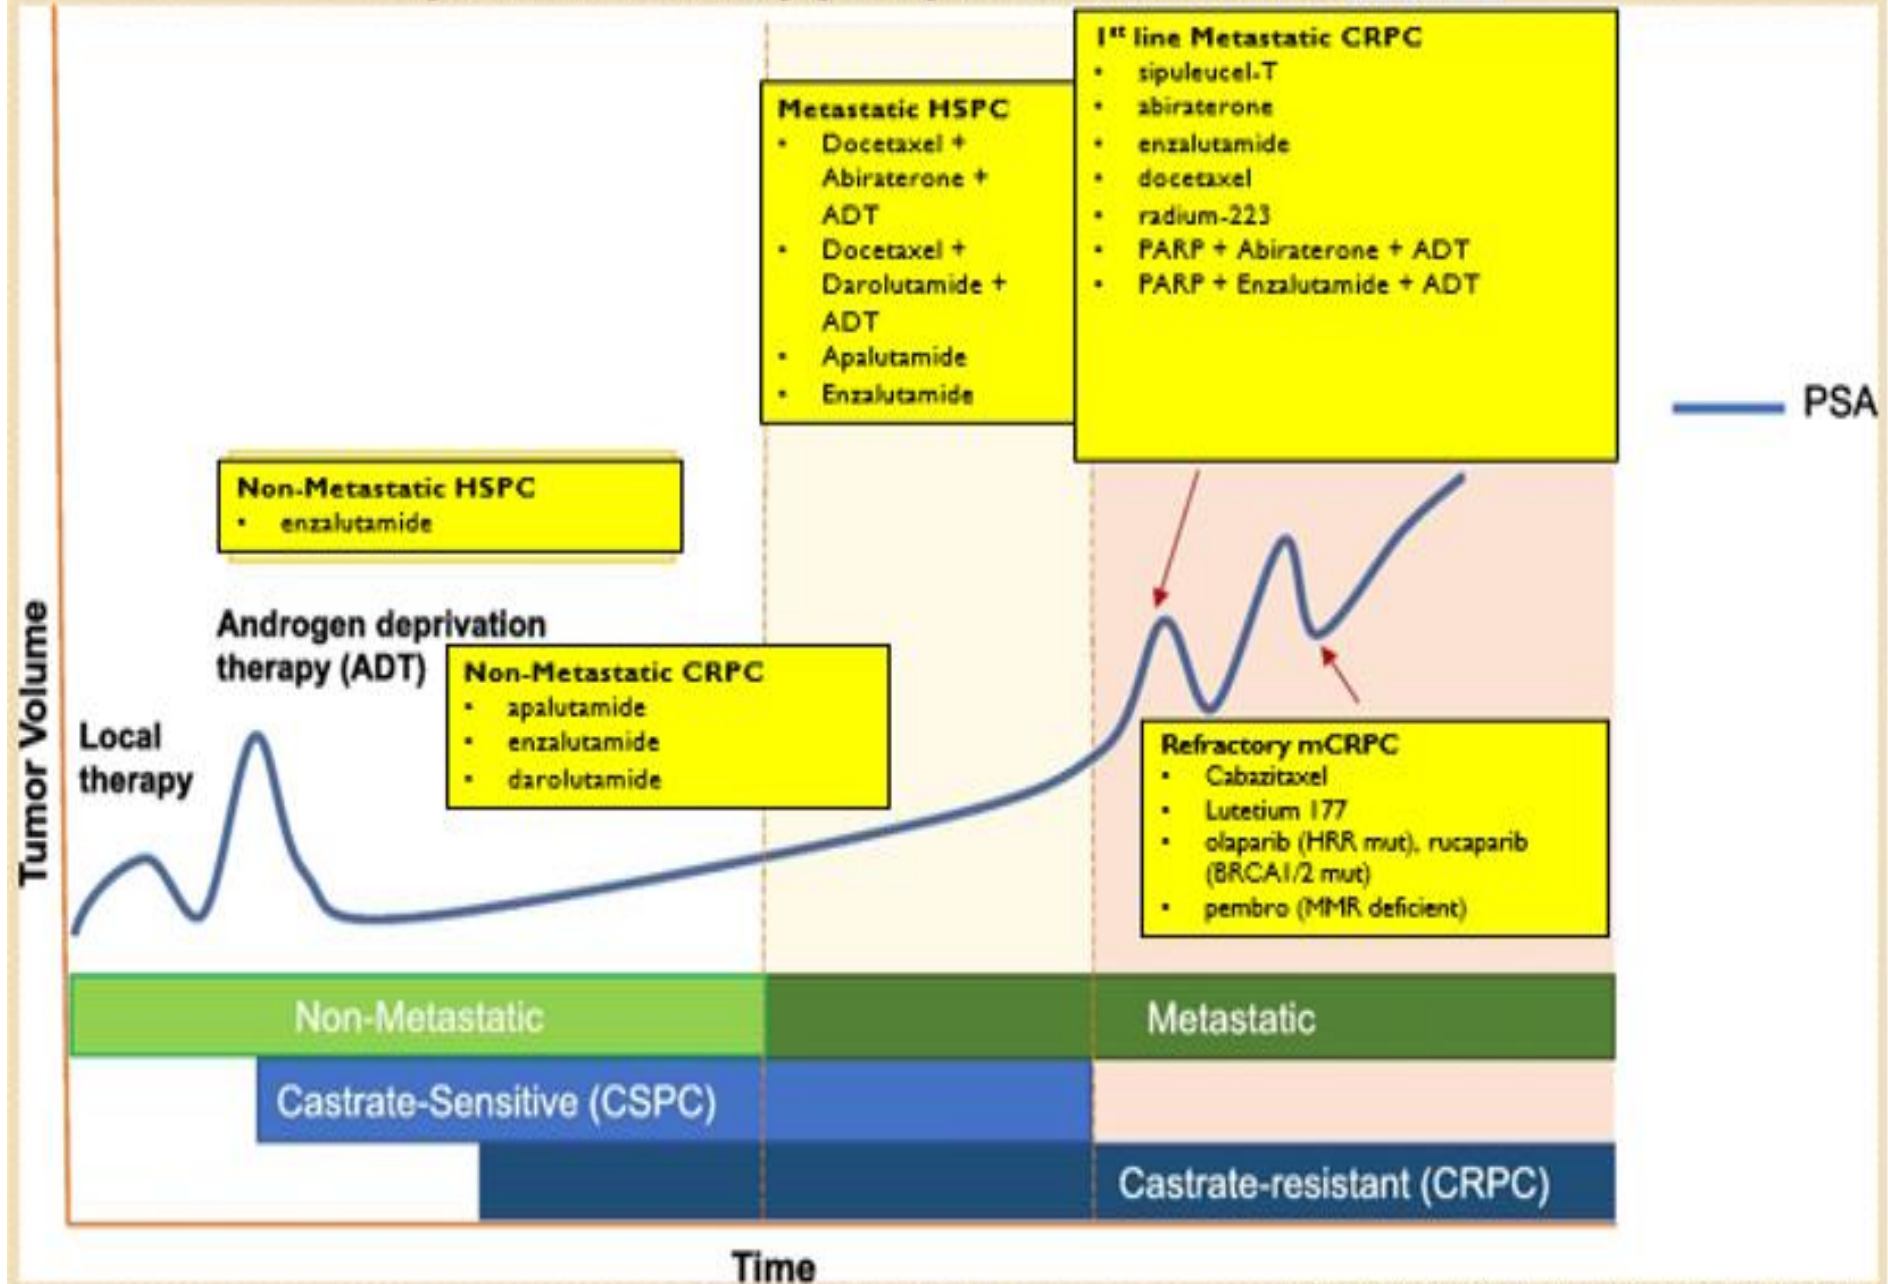 1st line Metastatic CRPC
• sipuleucel-T
• abiraterone
• enzalutamide
• docetaxel
• radium-223
• PARP + Abiraterone + ADT
• PARP + Enzalutamide + ADT
Metastatic HSPC
• Docetaxel +
Abiraterone +
ADT
• Docetaxel +
Darolutamide +
ADT
• Apalutamide
• Enzalutamide
PSA
Non-Metastatic HSPC
• enzalutamide
Androgen deprivation
therapy (ADT)
Non-Metastatic CRPC
• apalutamide
• enzalutamide
• darolutamide
Local
therapy
Tumor Volume
Refractory mCRPC
• Cabazitaxel
• Lutetium 177
• olaparib (HRR mut), rucaparib
(BRCA1/2 mut)
• pembro (MMR deficient)
Non-Metastatic
Metastatic
Castrate-Sensitive (CSPC)
Castrate-resistant (CRPC)
Time